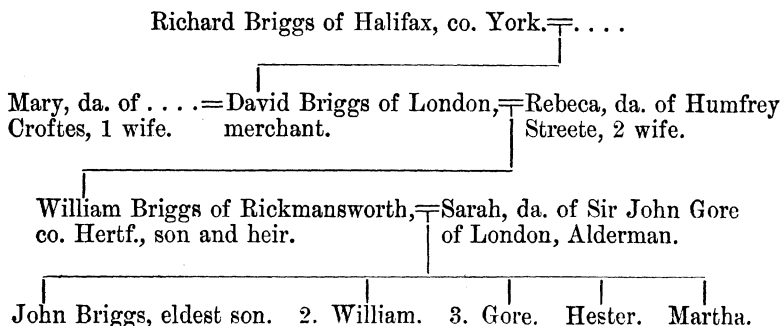 Richard Briggs of Halifax, co. York.=. . . .
Mary, da. of . . . .=David Briggs of London,=Rebeca, da. of Humfrey
Croftes, 1 wife. merchant. Streete, 2 wife.
William Briggs of Rickmansworth,=Sarah, da. of Sir John Gore
co. Hertf., son and heir. of London, Alderman.
John Briggs, eldest son. 2. William. 3. Gore. Hester. Martha.